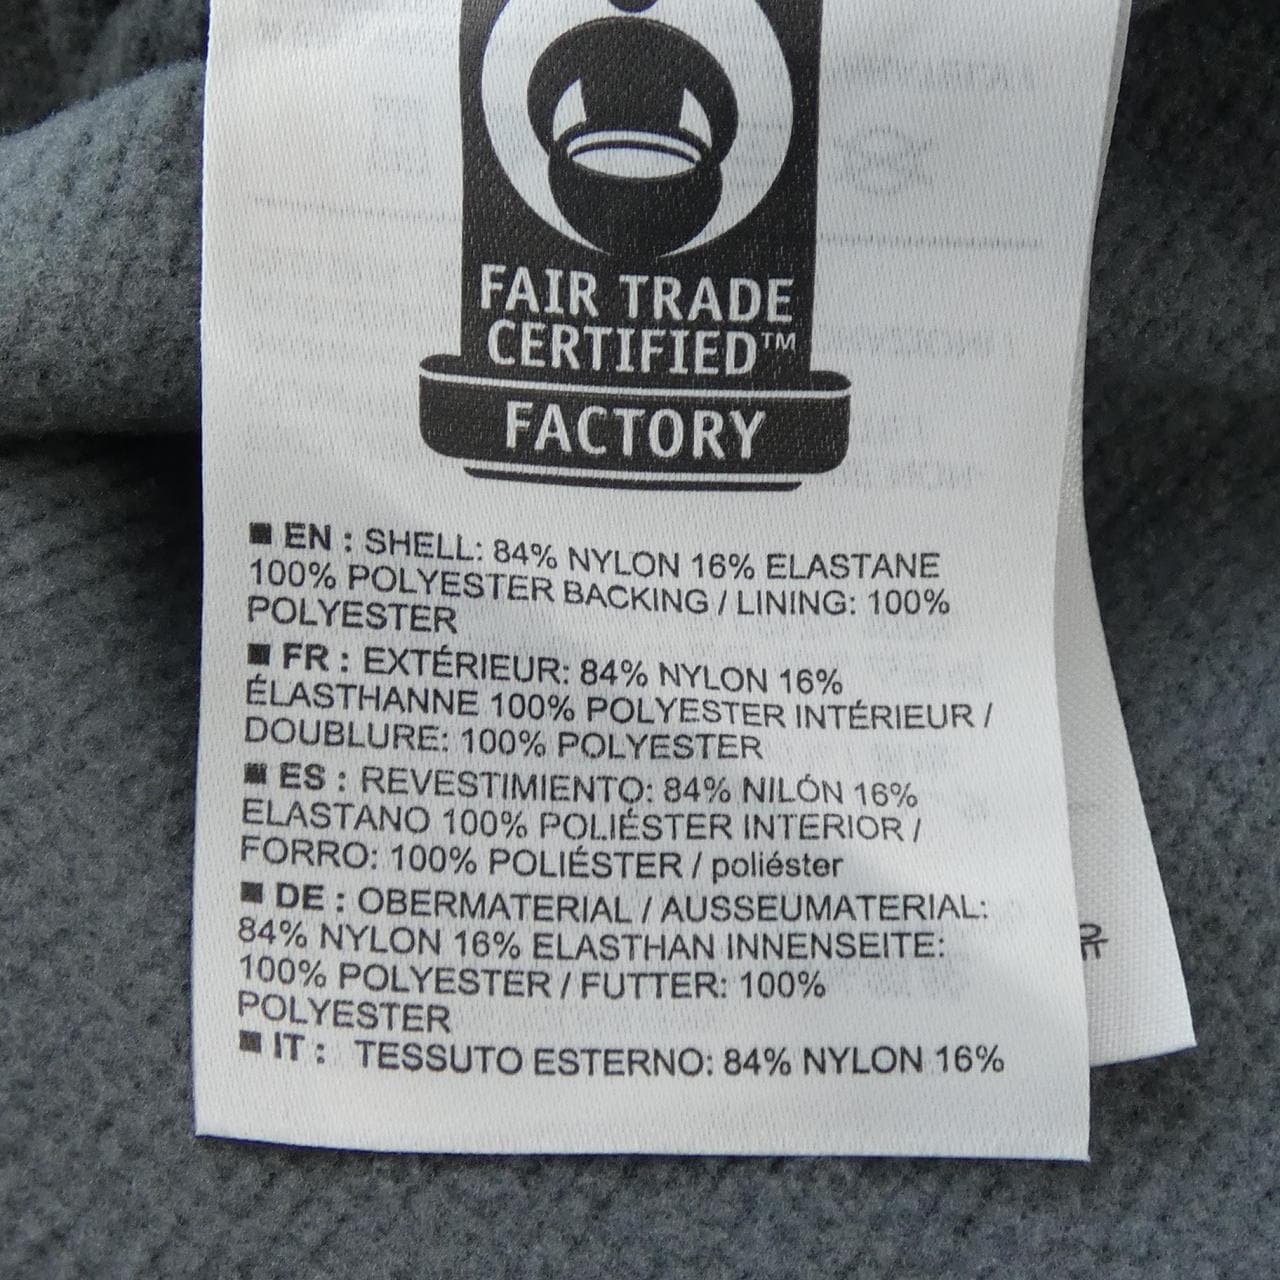 FAIR TRADE
CERTIFIED™
FACTORY
■ EN : SHELL: 84% NYLON 16% ELASTANE
100% POLYESTER BACKING / LINING: 100%
POLYESTER
■ FR : EXTÉRIEUR: 84% NYLON 16%
ÉLASTHANNE 100% POLYESTER INTÉRIEUR /
DOUBLURE: 100% POLYESTER
■ ES : REVESTIMIENTO: 84% NILÓN 16%
ELASTANO 100% POLIÉSTER INTERIOR /
FORRO: 100% POLIÉSTER / poliéster
■ DE : OBERMATERIAL / AUSSEUMATERIAL:
84% NYLON 16% ELASTHAN INNENSEITE:
100% POLYESTER / FUTTER: 100%
POLYESTER
■ IT : TESSUTO ESTERNO: 84% NYLON 16%